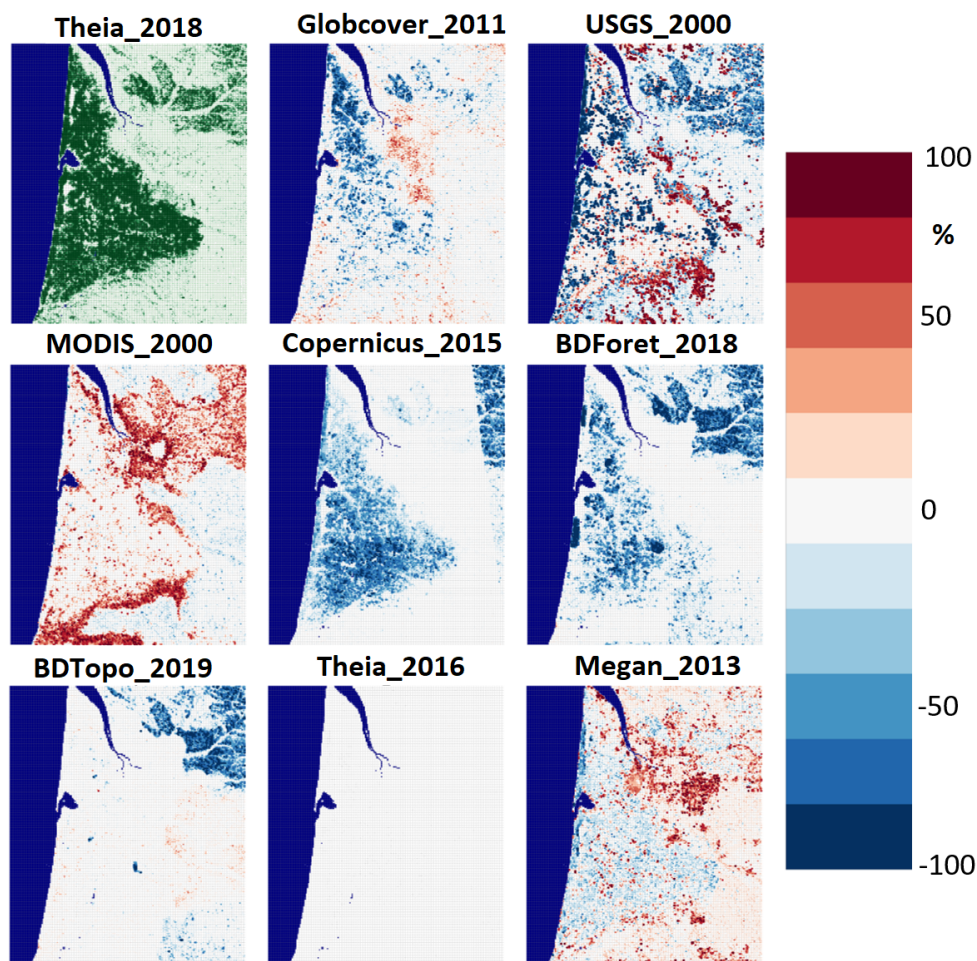 Theia_2018 Globcover_2011 USGS_2000
MODIS_2000 Copernicus_2015 BDForet_2018
BDTopo_2019 Theia_2016 Megan_2013
100
%
50
0
-50
-100